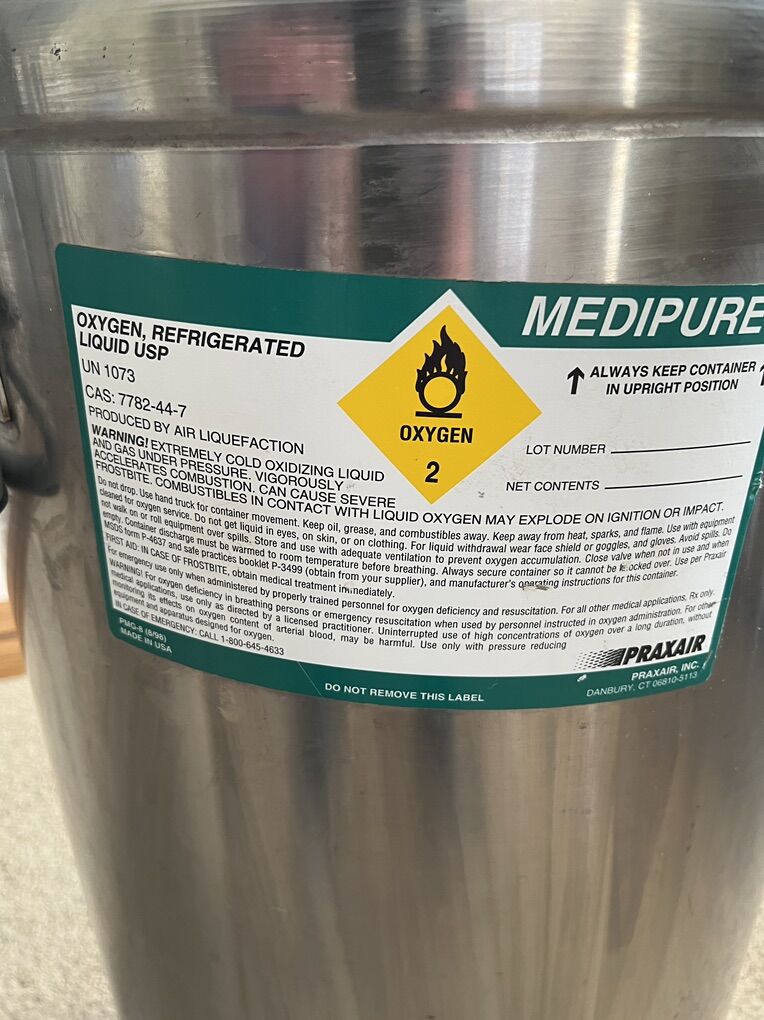 MEDIPURE
OXYGEN, REFRIGERATED
LIQUID USP
UN 1073
CAS: 7782-44-7
PRODUCED BY AIR LIQUEFACTION
WARNING! EXTREMELY COLD OXIDIZING LIQUID
AND GAS UNDER PRESSURE. VIGOROUSLY
ACCELERATES COMBUSTION. CAN CAUSE SEVERE
FROSTBITE. COMBUSTIBLES IN CONTACT WITH LIQUID OXYGEN MAY EXPLODE ON IGNITION OR IMPACT.
OXYGEN
2
ALWAYS KEEP CONTAINER
IN UPRIGHT POSITION
LOT NUMBER
NET CONTENTS
Do not drop. Use hand truck for container movement. Keep oil, grease, and combustibles away. Keep away from heat, sparks, and flame. Use with equipment
cleaned for oxygen service. Do not get liquid in eyes, on skin, or on clothing. For liquid withdrawal wear face shield or goggles, and gloves. Avoid spills. Do
not walk on or roll equipment over spills. Store and use with adequate ventilation to prevent oxygen accumulation. Close valve when not in use and when
empty. Container discharge must be warmed to room temperature before breathing. Always secure container so it cannot be knocked over. Use per Praxair
MSDS form P-4637 and safe practices booklet P-3499 (obtain from your supplier), and manufacturer's operating instructions for this container.
FIRST AID: IN CASE OF FROSTBITE, obtain medical treatment immediately.
For emergency use only when administered by properly trained personnel for oxygen deficiency and resuscitation. For all other medical applications, Rx only.
WARNING! For oxygen deficiency in breathing persons or emergency resuscitation when used by personnel instructed in oxygen administration. For other
medical applications, use only as directed by a licensed practitioner. Uninterrupted use of high concentrations of oxygen over a long duration, without
monitoring its effects on oxygen content of arterial blood, may be harmful. Use only with pressure reducing
equipment and apparatus designed for oxygen.
IN CASE OF EMERGENCY: CALL 1-800-645-4633
PMG-8 (8/98)
MADE IN USA
DO NOT REMOVE THIS LABEL
PRAXAIR
PRAXAIR, INC.
DANBURY, CT 06810-5113